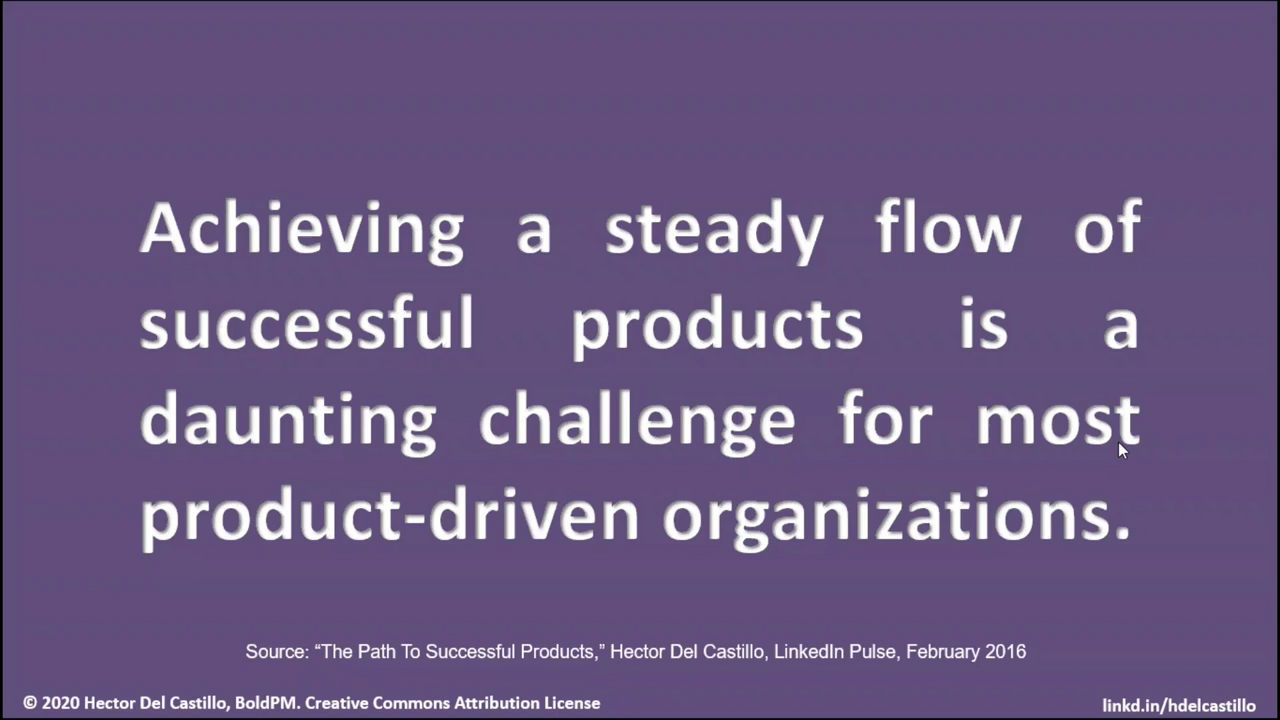 Achieving a steady flow of
successful products is a
daunting challenge for most
product-driven organizations.
Source: “The Path To Successful Products,” Hector Del Castillo, LinkedIn Pulse, February 2016
© 2020 Hector Del Castillo, BoldPM. Creative Commons Attribution License
linkd.in/hdelcastillo